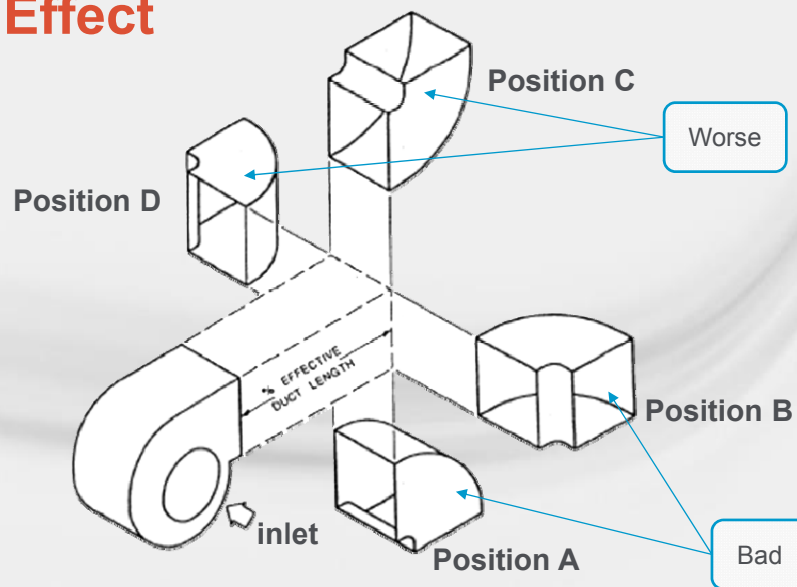 Effect
Position C
Worse
Position D
% EFFECTIVE
DUCT LENGTH
Position B
inlet
Position A
Bad